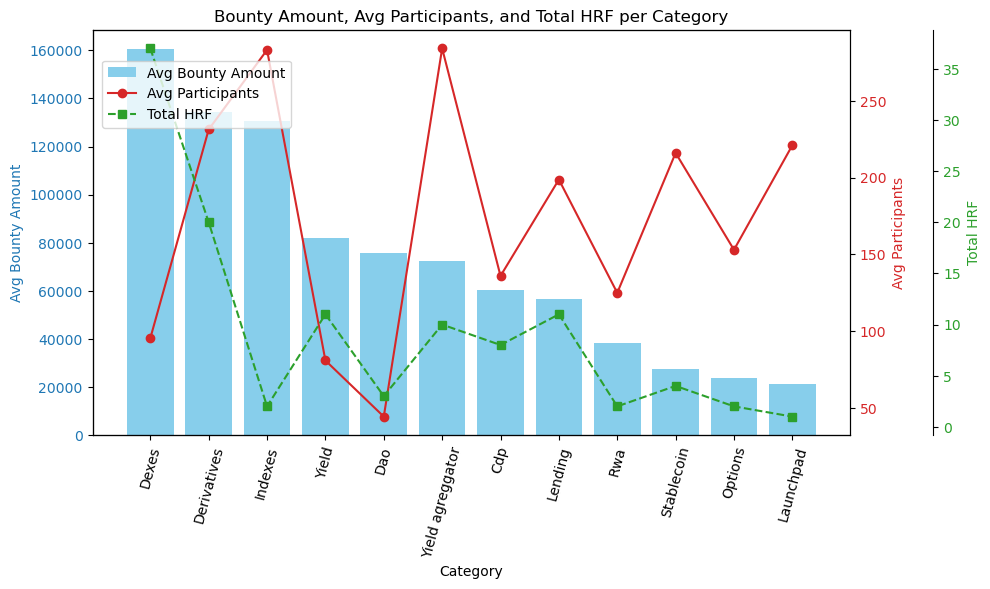 Bounty Amount, Avg Participants, and Total HRF per Category
Avg Bounty Amount
Avg Participants
Total HRF
Avg Bounty Amount
160000
140000
120000
100000
80000
60000
40000
20000
0
250
200
150
100
50
Avg Participants
35
30
25
20
15
10
5
0
Total HRF
Dexes
Derivatives
Indexes
Yield
Dao
Yield agreggator
Cdp
Lending
Rwa
Stablecoin
Options
Launchpad
Category